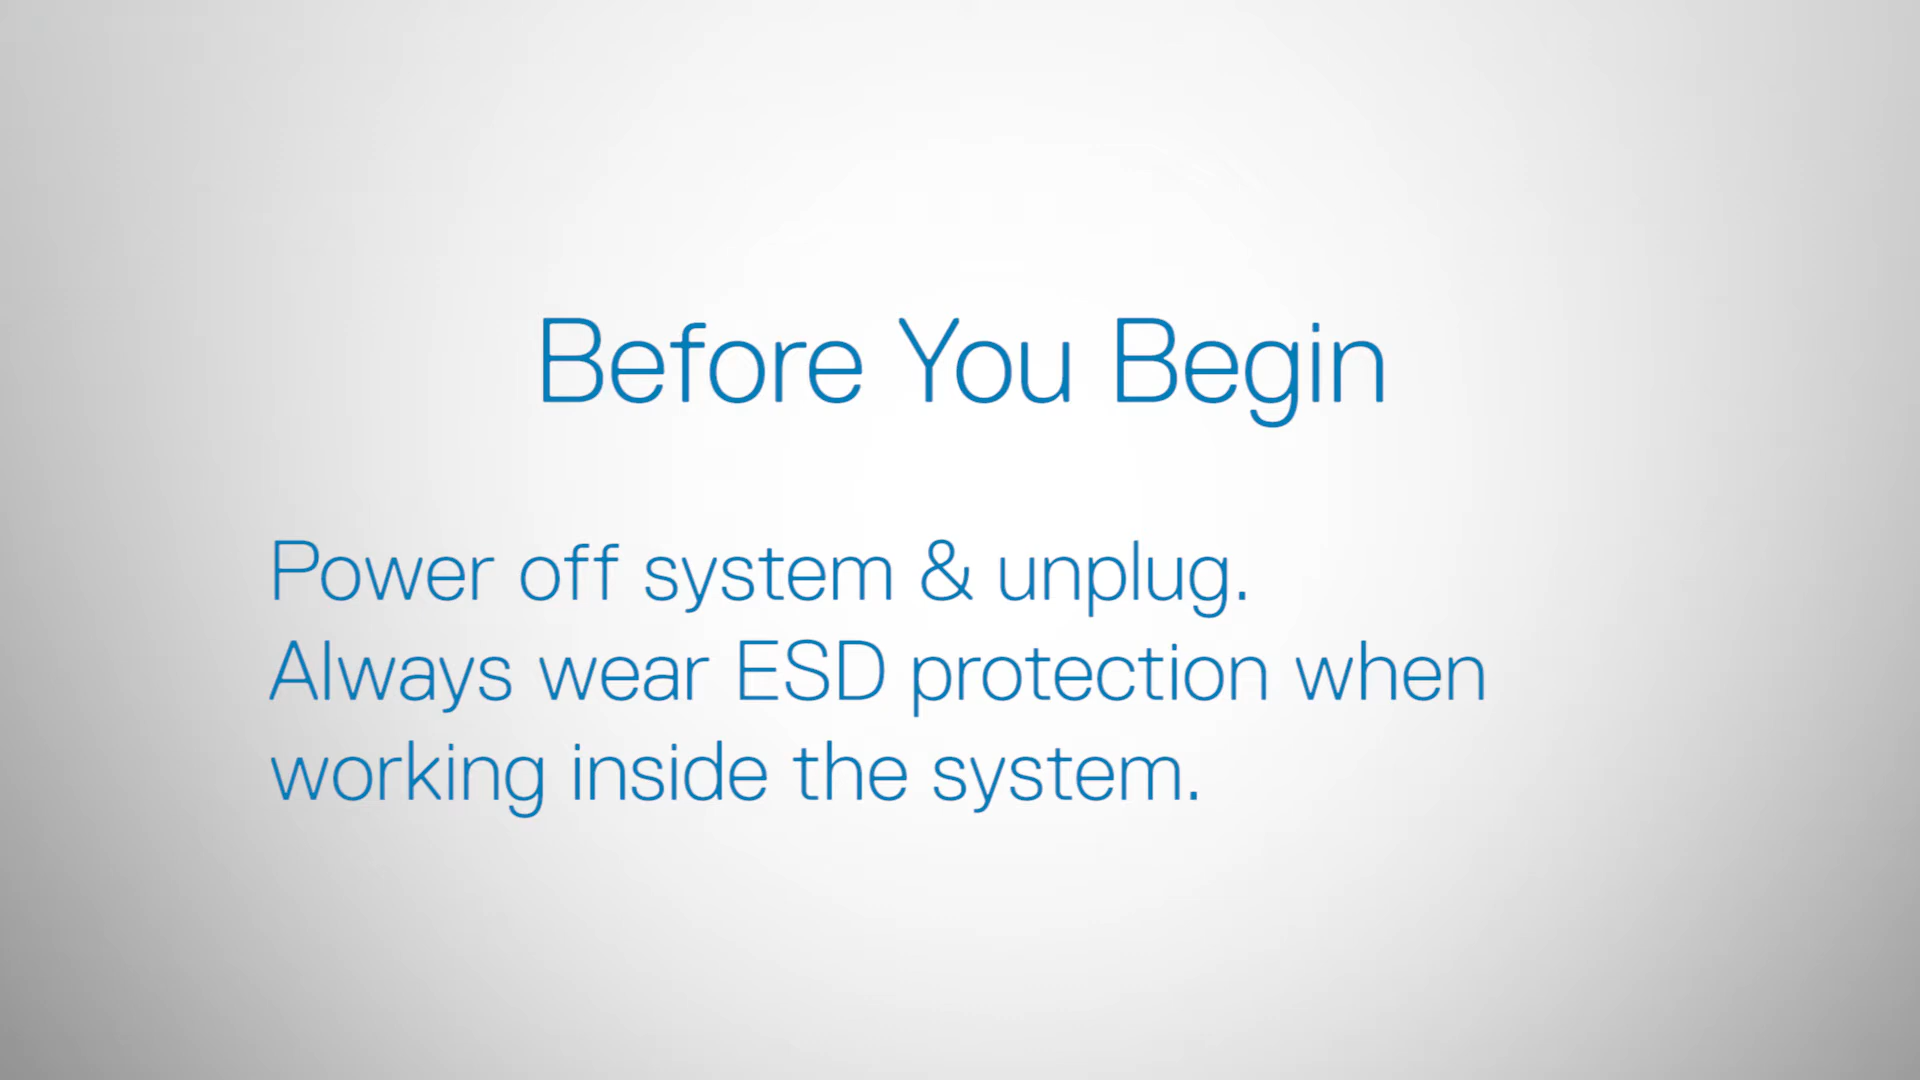 Before You Begin
Power off system & unplug.
Always wear ESD protection when
working inside the system.